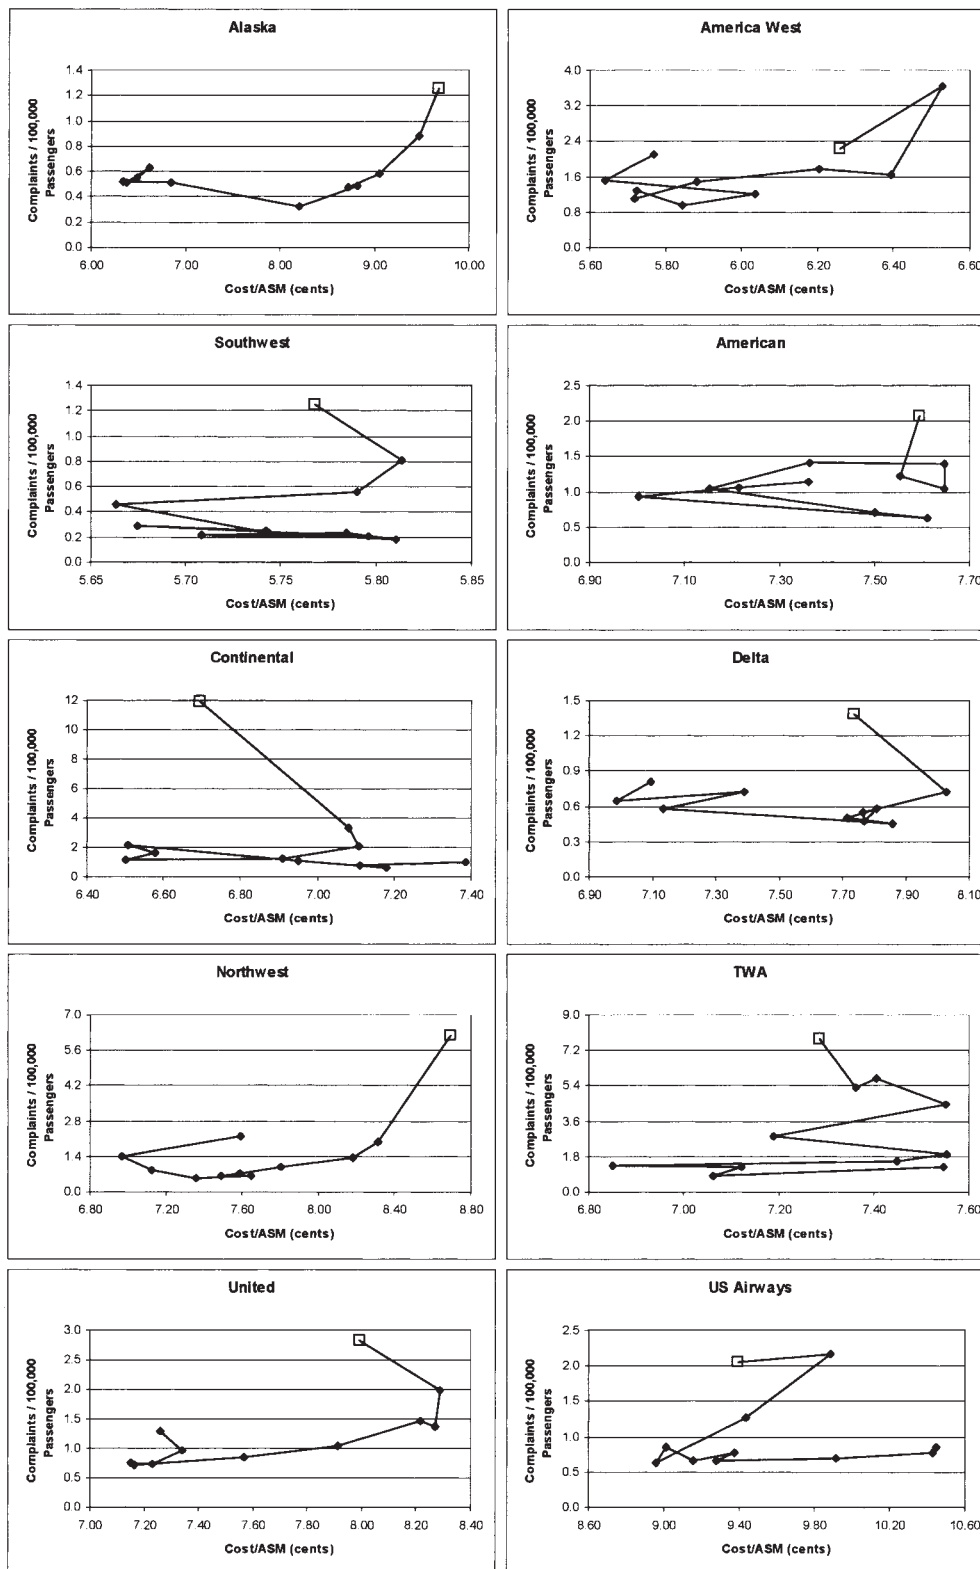 Alaska
Complaints / 100,000
Passengers
1.4
1.2
1.0
0.8
0.6
0.4
0.2
0.0
6.00 7.00 8.00 9.00 10.00
Cost/ASM (cents)
America West
Complaints / 100,000
Passengers
4.0
3.2
2.4
1.6
0.8
0.0
5.60 5.80 6.00 6.20 6.40 6.60
Cost/ASM (cents)
Southwest
Complaints / 100,000
Passengers
1.4
1.2
1.0
0.8
0.6
0.4
0.2
0.0
5.65 5.70 5.75 5.80 5.85
Cost/ASM (cents)
American
Complaints / 100,000
Passengers
2.5
2.0
1.5
1.0
0.5
0.0
6.90 7.10 7.30 7.50 7.70
Cost/ASM (cents)
Continental
Complaints / 100,000
Passengers
12
10
8
6
4
2
0
6.40 6.60 6.80 7.00 7.20 7.40
Cost/ASM (cents)
Delta
Complaints / 100,000
Passengers
1.5
1.2
0.9
0.6
0.3
0.0
6.90 7.10 7.30 7.50 7.70 7.90 8.10
Cost/ASM (cents)
Northwest
Complaints / 100,000
Passengers
7.0
5.6
4.2
2.8
1.4
0.0
6.80 7.20 7.60 8.00 8.40 8.80
Cost/ASM (cents)
TWA
Complaints / 100,000
Passengers
9.0
7.2
5.4
3.6
1.8
0.0
6.80 7.00 7.20 7.40 7.60
Cost/ASM (cents)
United
Complaints / 100,000
Passengers
3.0
2.5
2.0
1.5
1.0
0.5
0.0
7.00 7.20 7.40 7.60 7.80 8.00 8.20 8.40
Cost/ASM (cents)
US Airways
Complaints / 100,000
Passengers
2.5
2.0
1.5
1.0
0.5
0.0
8.60 9.00 9.40 9.80 10.20 10.60
Cost/ASM (cents)